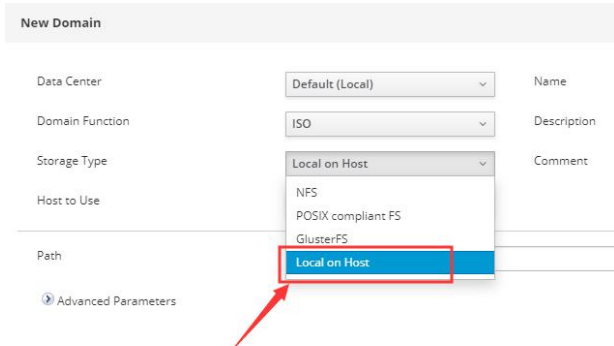 New Domain
Data Center Default (Local) Name
Domain Function ISO Description
Storage Type Local on Host Comment
Host to Use
NFS
POSIX compliant FS
GlusterFS
Local on Host
Path
Advanced Parameters